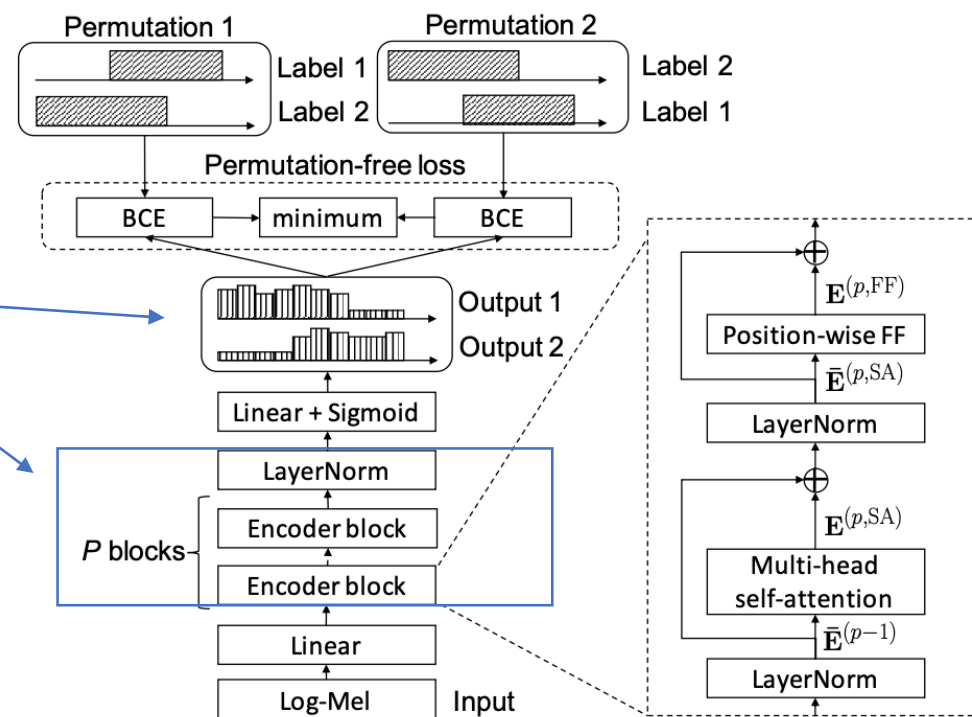 Permutation 1
Permutation 2
Label 1
Label 2
Label 2
Label 1
Permutation-free loss
BCE
minimum
BCE
Output 1
Output 2
Linear + Sigmoid
LayerNorm
Encoder block
P blocks
Encoder block
Linear
Log-Mel
Input
E^(p,FF)
Position-wise FF
Ē^(p,SA)
LayerNorm
E^(p,SA)
Multi-head
self-attention
Ē^(p−1)
LayerNorm